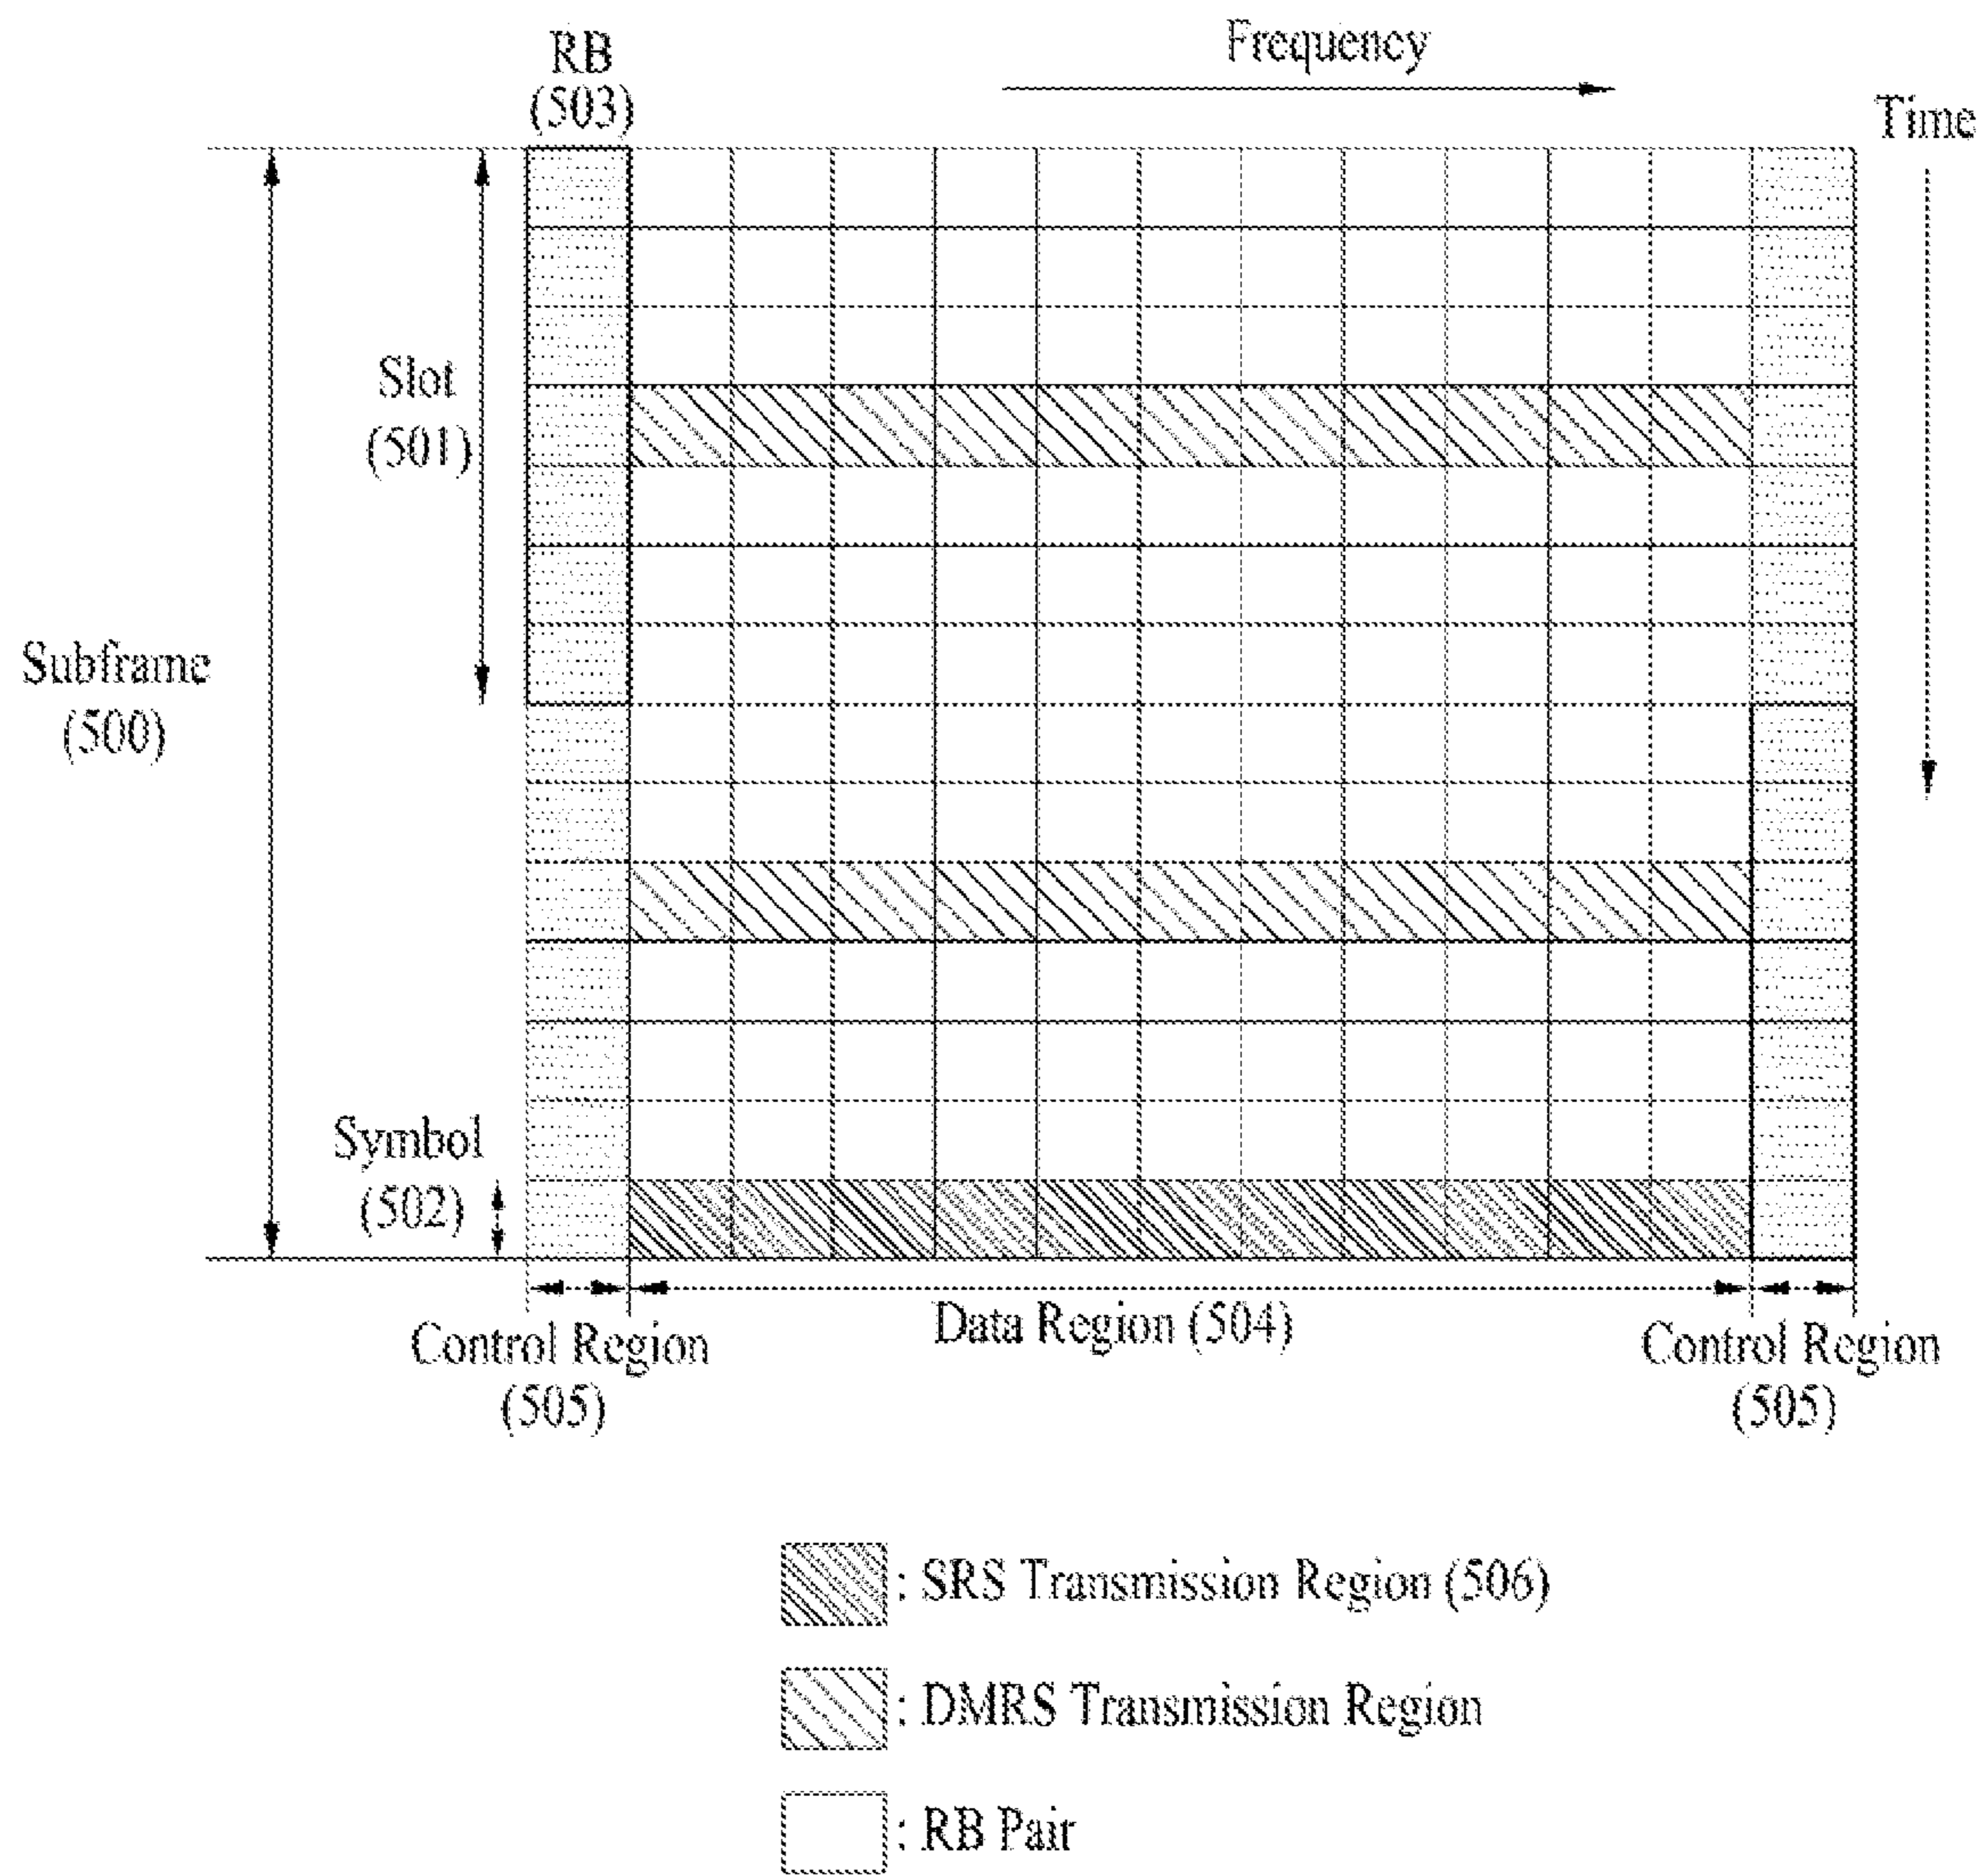 RB
(503)
Frequency
Time
Slot
(501)
Subframe
(500)
Symbol
(502)
Control Region
(505)
Data Region (504)
Control Region
(505)
: SRS Transmission Region (506)
: DMRS Transmission Region
: RB Pair